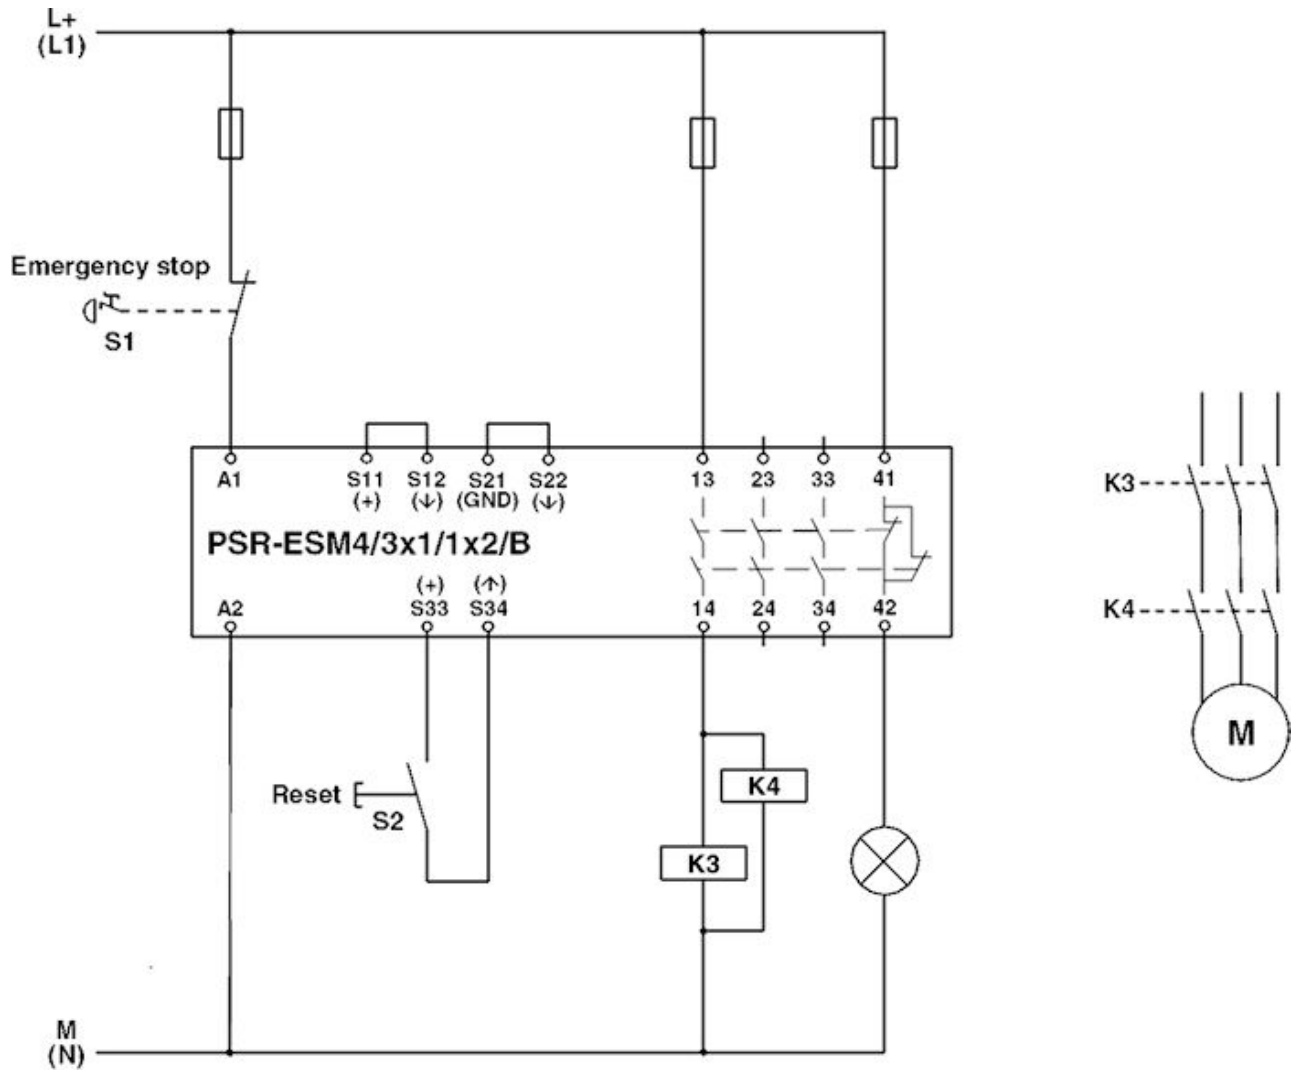 L+
(L1)
Emergency stop
S1
A1 S11 S12 S21 S22 13 23 33 41
(+) (↓) (GND) (↓)
PSR-ESM4/3x1/1x2/B
(+) (↑)
A2 S33 S34 14 24 34 42
K3
K4
M
Reset
S2
K4
K3
M
(N)